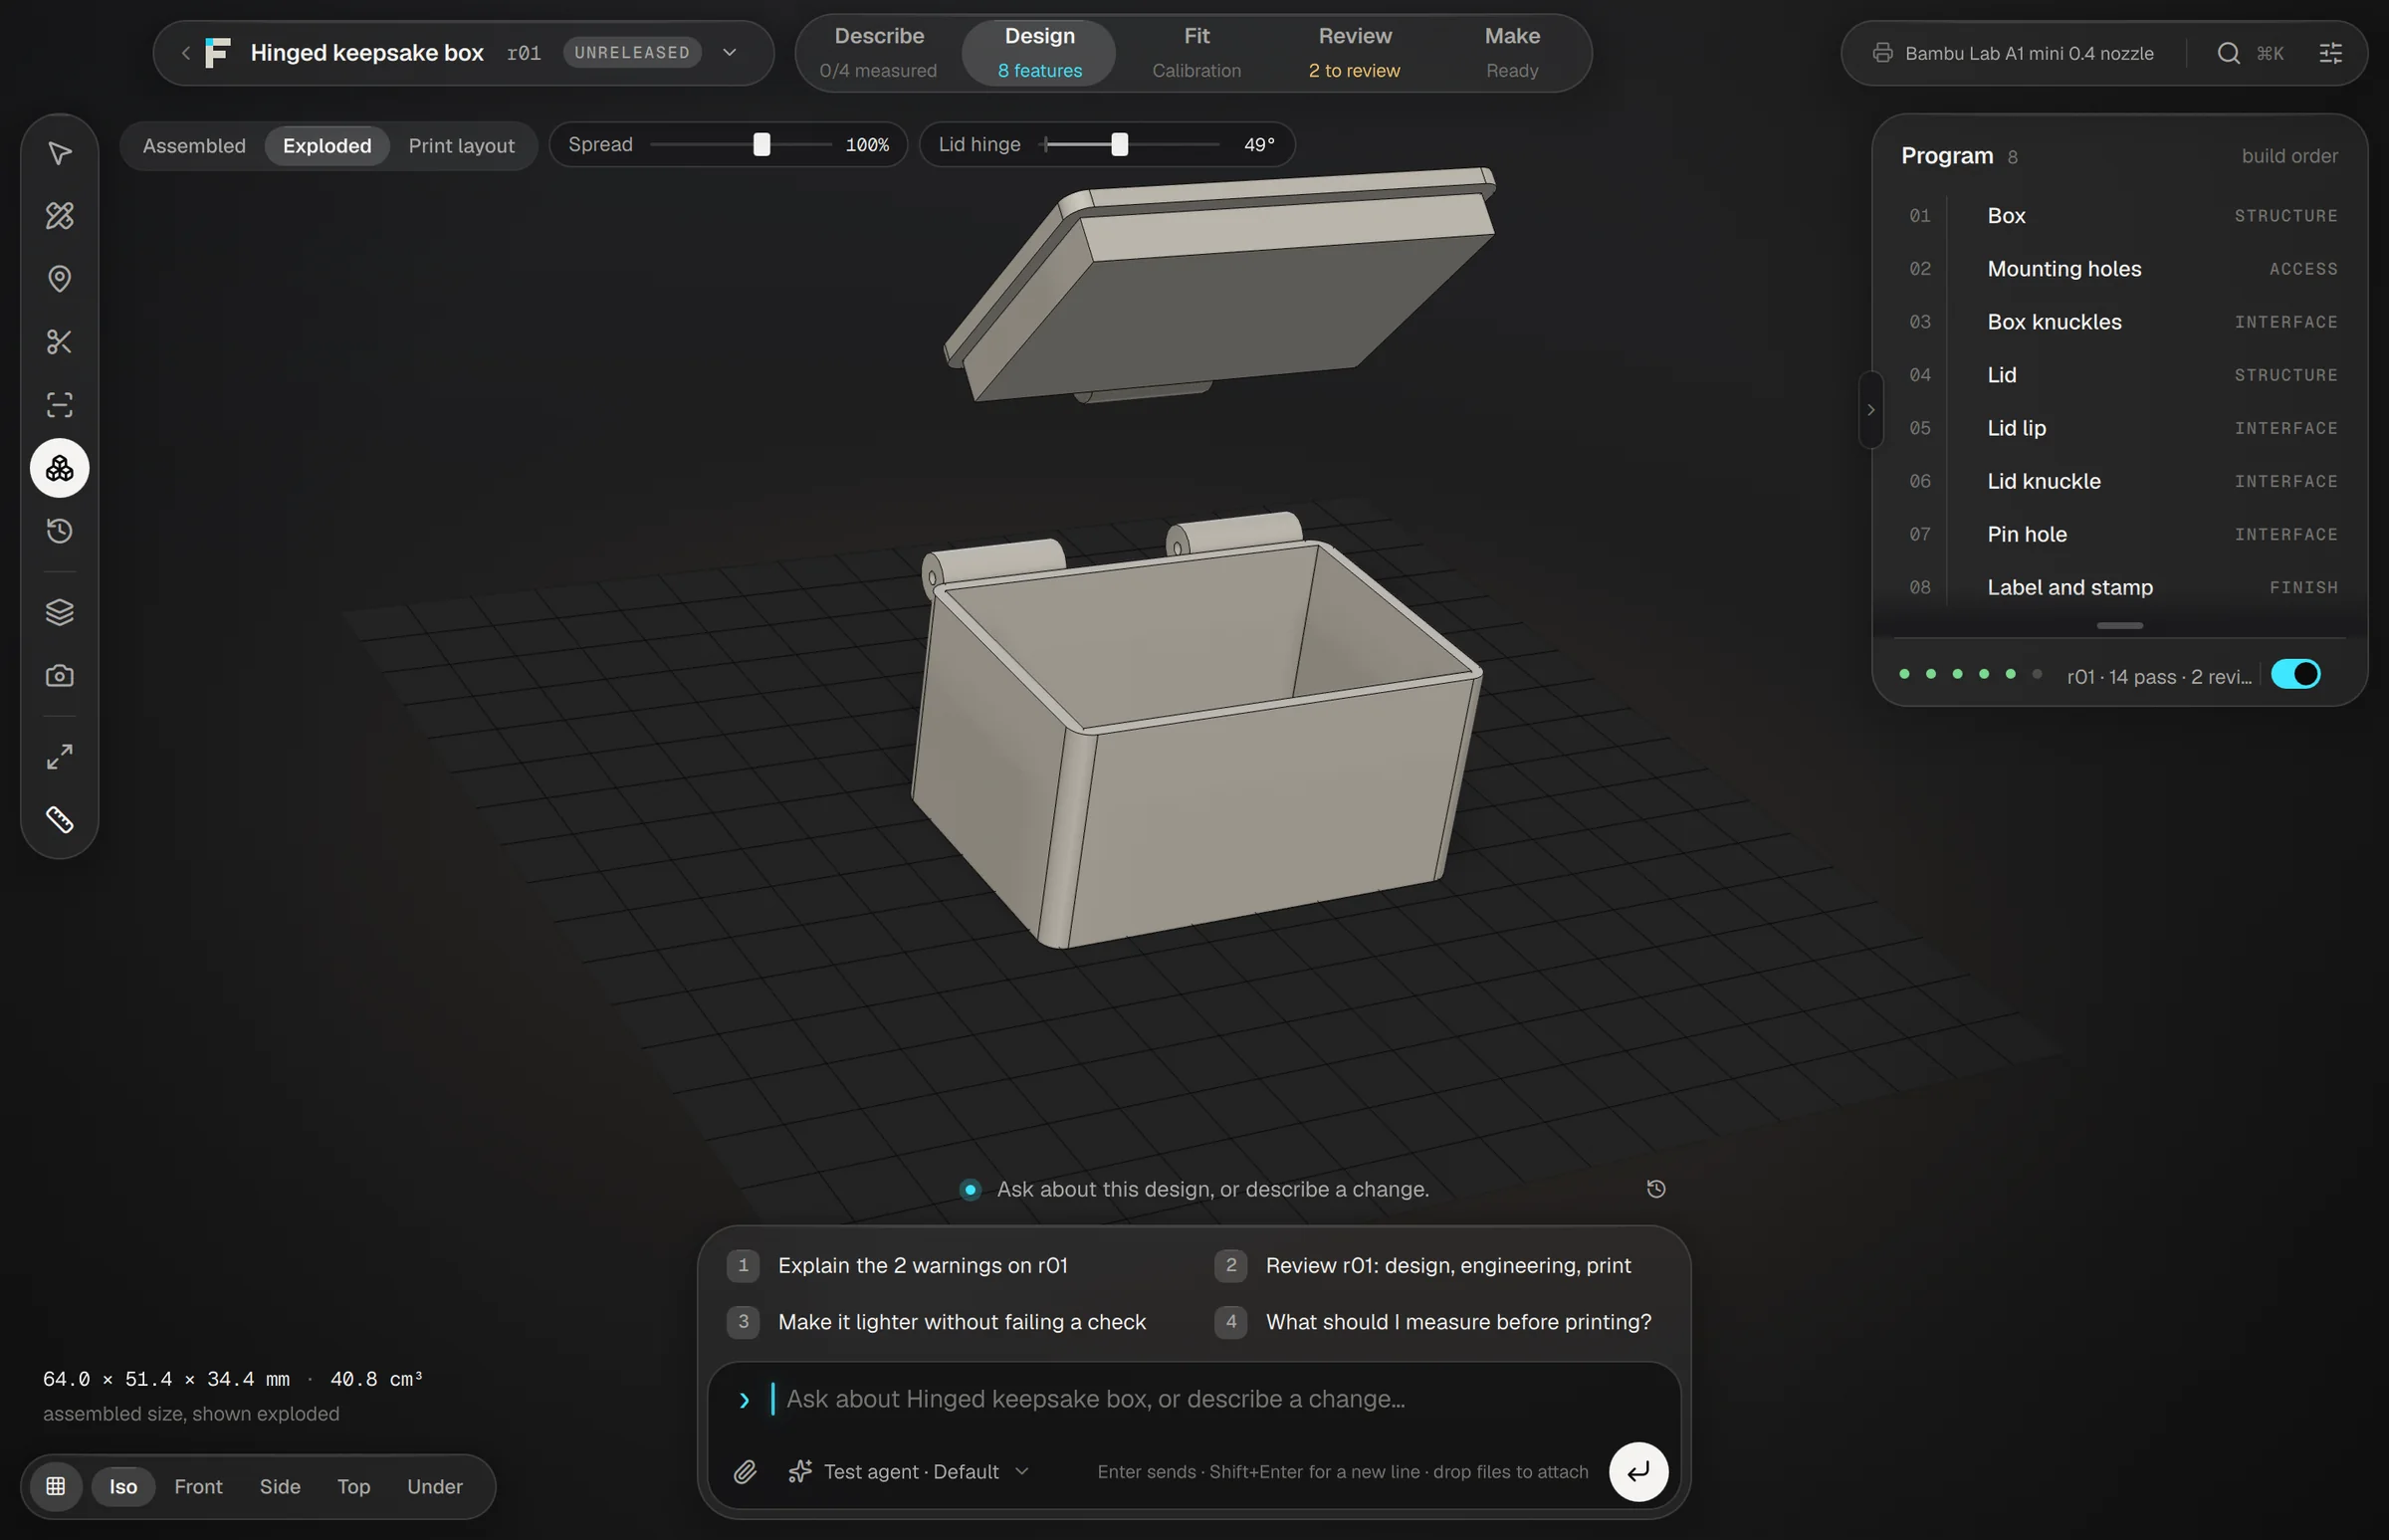 Hinged keepsake box r01 UNRELEASED
Describe
0/4 measured
Design
8 features
Fit
Calibration
Review
2 to review
Make
Ready
Bambu Lab A1 mini 0.4 nozzle
⌘K
Assembled Exploded Print layout
Spread 100%
Lid hinge 49°
Program 8 build order
01 Box STRUCTURE
02 Mounting holes ACCESS
03 Box knuckles INTERFACE
04 Lid STRUCTURE
05 Lid lip INTERFACE
06 Lid knuckle INTERFACE
07 Pin hole INTERFACE
08 Label and stamp FINISH
r01 · 14 pass · 2 revi...
Ask about this design, or describe a change.
1 Explain the 2 warnings on r01
2 Review r01: design, engineering, print
3 Make it lighter without failing a check
4 What should I measure before printing?
Ask about Hinged keepsake box, or describe a change...
Test agent · Default
Enter sends · Shift+Enter for a new line · drop files to attach
64.0 × 51.4 × 34.4 mm · 40.8 cm³
assembled size, shown exploded
Iso Front Side Top Under